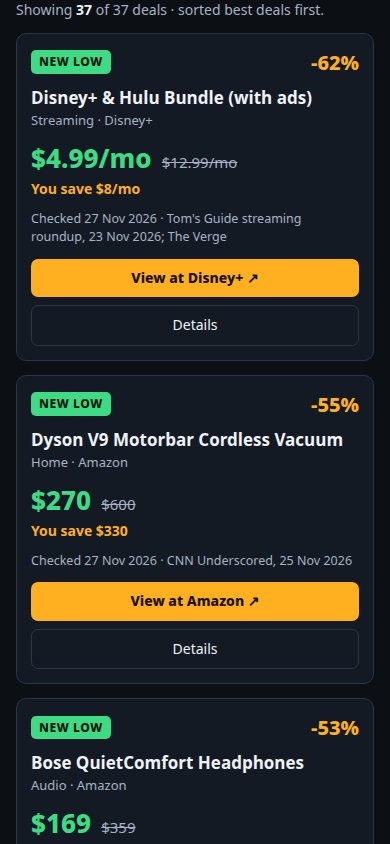 Showing 37 of 37 deals · sorted best deals first.
NEW LOW
-62%
Disney+ & Hulu Bundle (with ads)
Streaming · Disney+
$4.99/mo $12.99/mo
You save $8/mo
Checked 27 Nov 2026 · Tom's Guide streaming
roundup, 23 Nov 2026; The Verge
View at Disney+ ↗
Details
NEW LOW
-55%
Dyson V9 Motorbar Cordless Vacuum
Home · Amazon
$270 $600
You save $330
Checked 27 Nov 2026 · CNN Underscored, 25 Nov 2026
View at Amazon ↗
Details
NEW LOW
-53%
Bose QuietComfort Headphones
Audio · Amazon
$169 $359